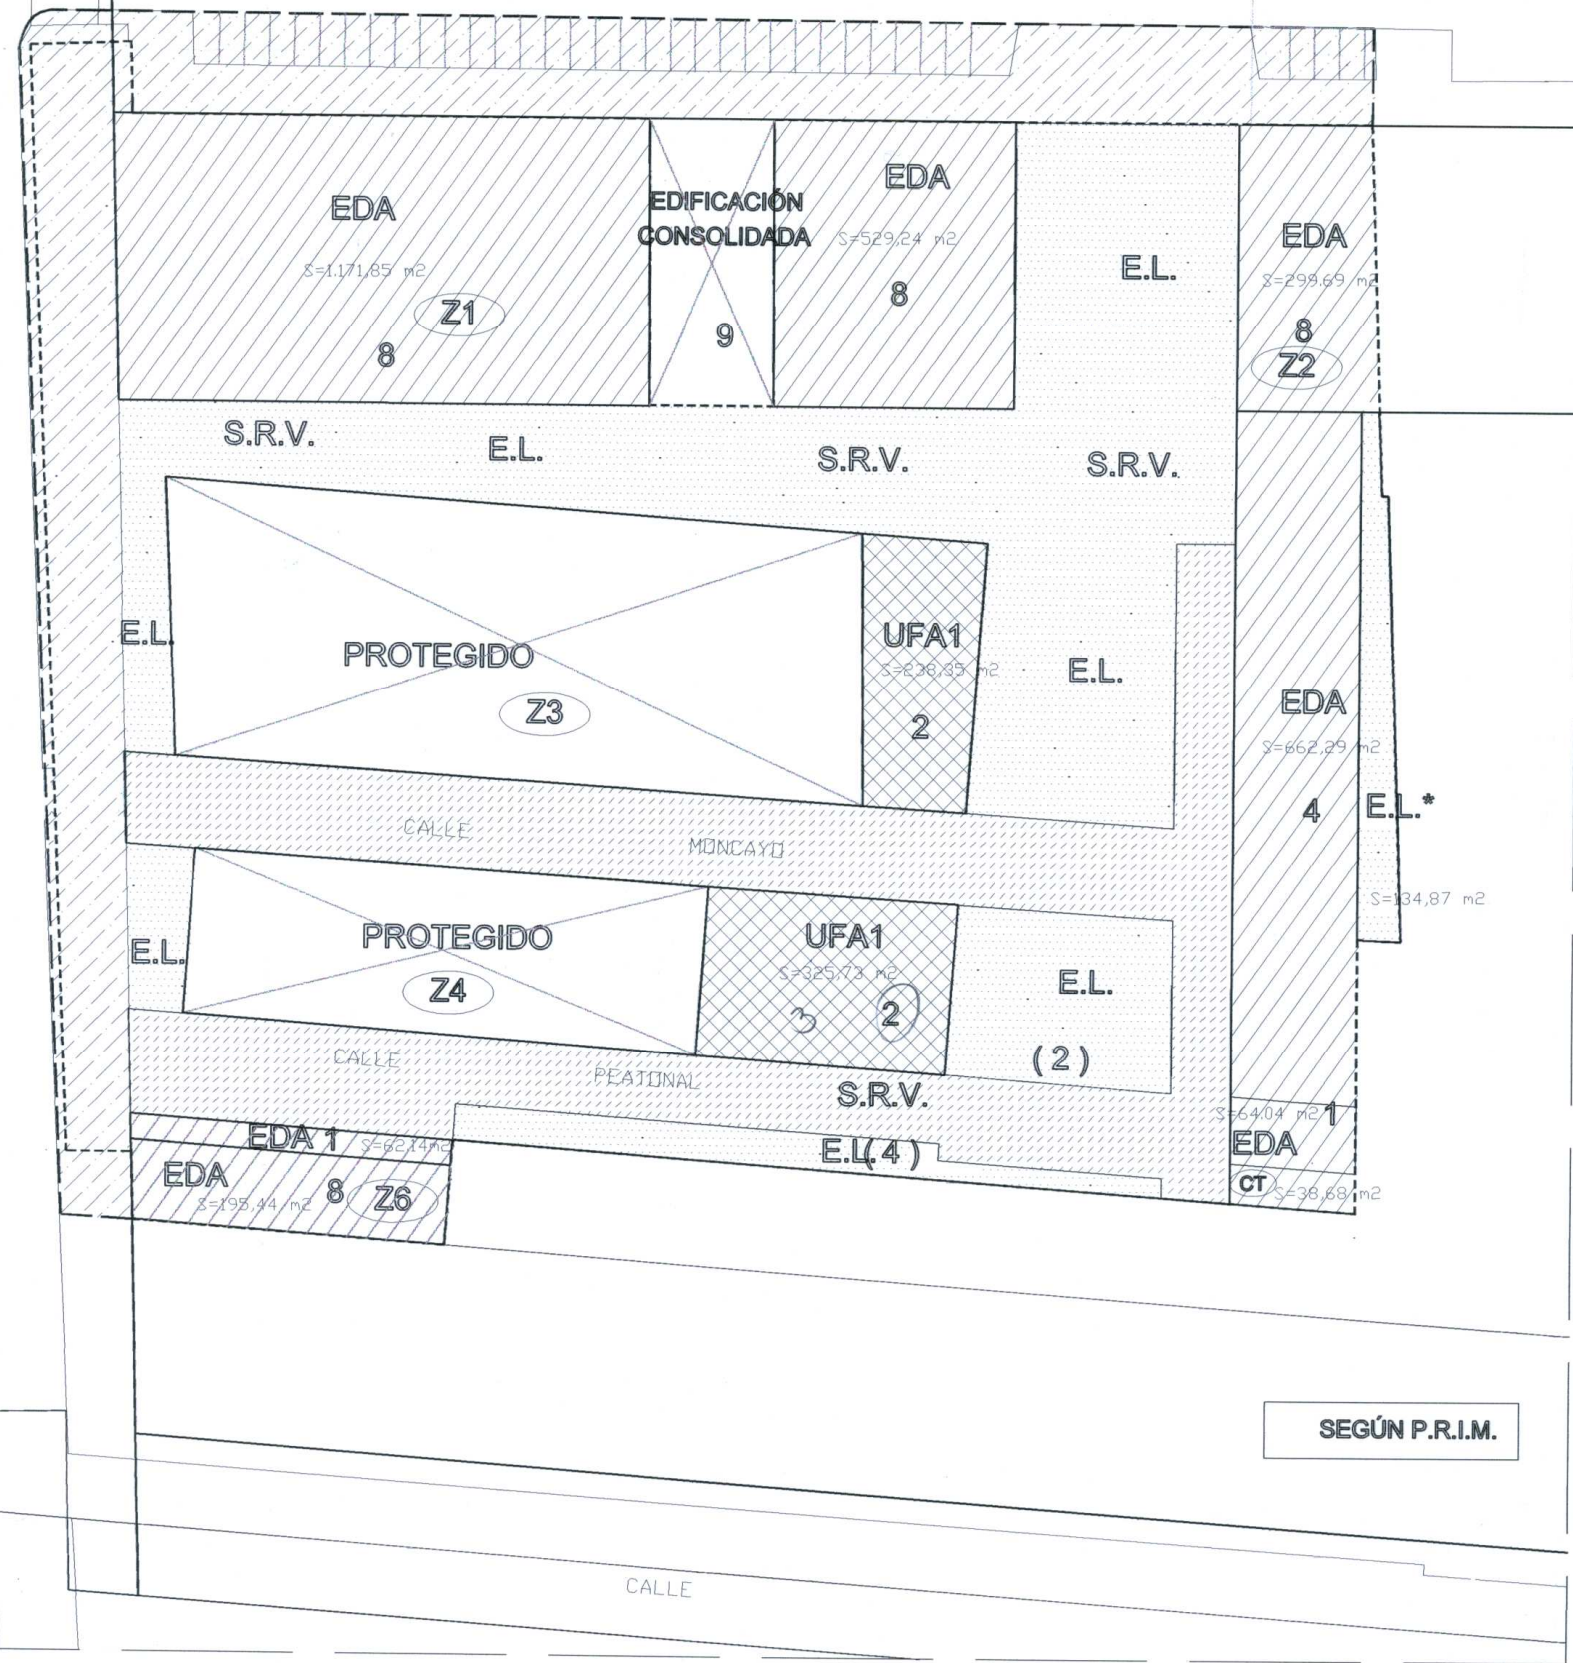 EDA
S=1.171,85 m2
Z1
8
EDIFICACIÓN
CONSOLIDADA
9
EDA
S=529,24 m2
8
E.L.
EDA
S=299.69 m2
8
Z2
S.R.V.
E.L.
S.R.V.
S.R.V.
E.L.
PROTEGIDO
Z3
UFA1
S=238,35 m2
2
E.L.
EDA
S=662,29 m2
4
E.L.*
S=134,87 m2
CALLE
MONCAYO
E.L.
PROTEGIDO
Z4
UFA1
S=325,73 m2
3
2
E.L.
(2)
CALLE
PEATONAL
S.R.V.
E.L.
(4)
EDA 1
S=62.14m2
EDA
S=195,44 m2
8
Z6
S=64.04 m2
1
EDA
CT
S=38,68 m2
SEGÚN P.R.I.M.
CALLE